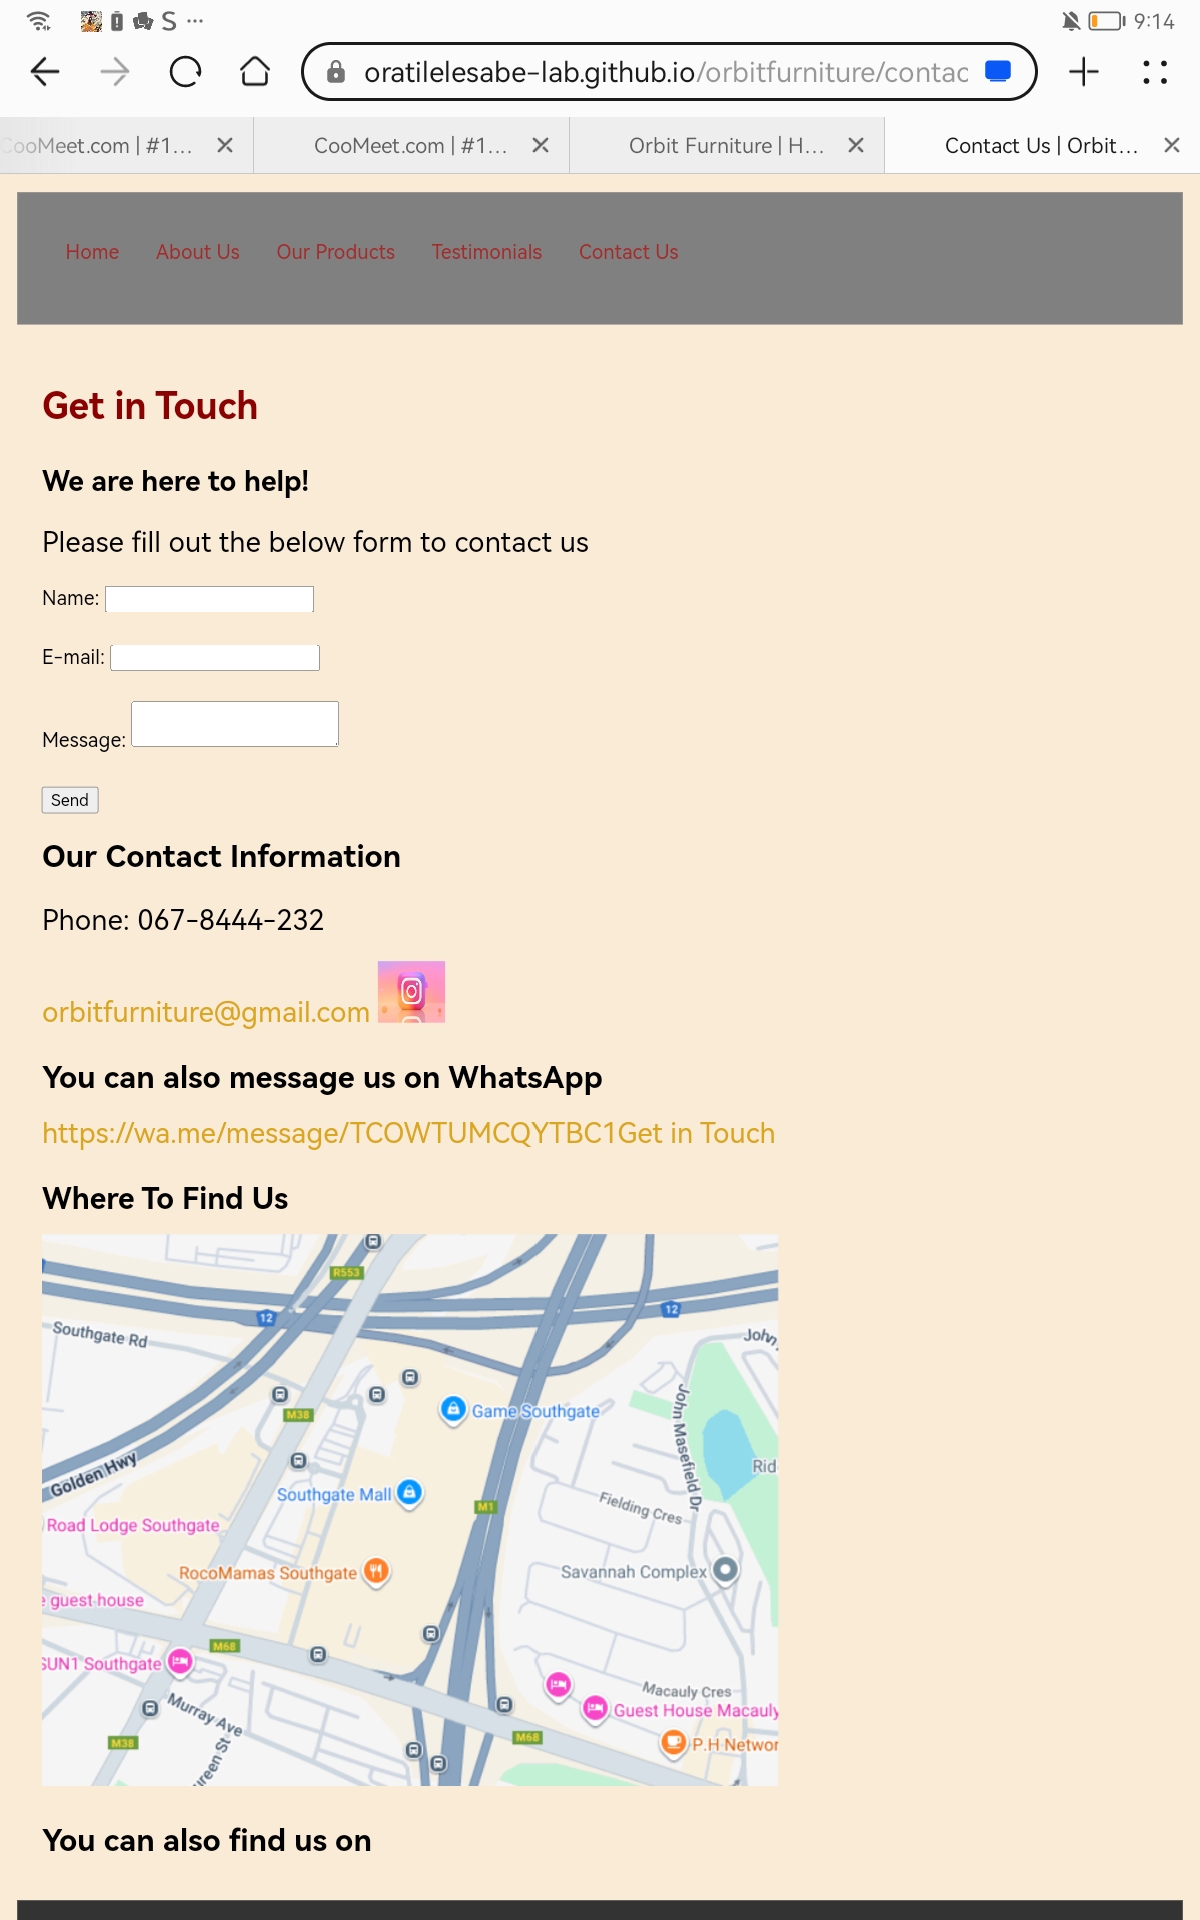 9:14
oratilelesabe-lab.github.io/orbitfurniture/contac
CooMeet.com | #1...
CooMeet.com | #1...
Orbit Furniture | H...
Contact Us | Orbit...
Home About Us Our Products Testimonials Contact Us
Get in Touch
We are here to help!
Please fill out the below form to contact us
Name:
E-mail:
Message:
Send
Our Contact Information
Phone: 067-8444-232
orbitfurniture@gmail.com
You can also message us on WhatsApp
https://wa.me/message/TCOWTUMCQYTBC1Get in Touch
Where To Find Us
R553
12
12
Southgate Rd
John
M38
Game Southgate
John Masefield Dr
Golden Hwy
Rid
Southgate Mall
M1
Fielding Cres
Road Lodge Southgate
RocoMamas Southgate
Savannah Complex
e guest house
M68
SUN1 Southgate
Macauly Cres
Murray Ave
Guest House Macauly
M38
M68
P.H Networ
ureen St
You can also find us on